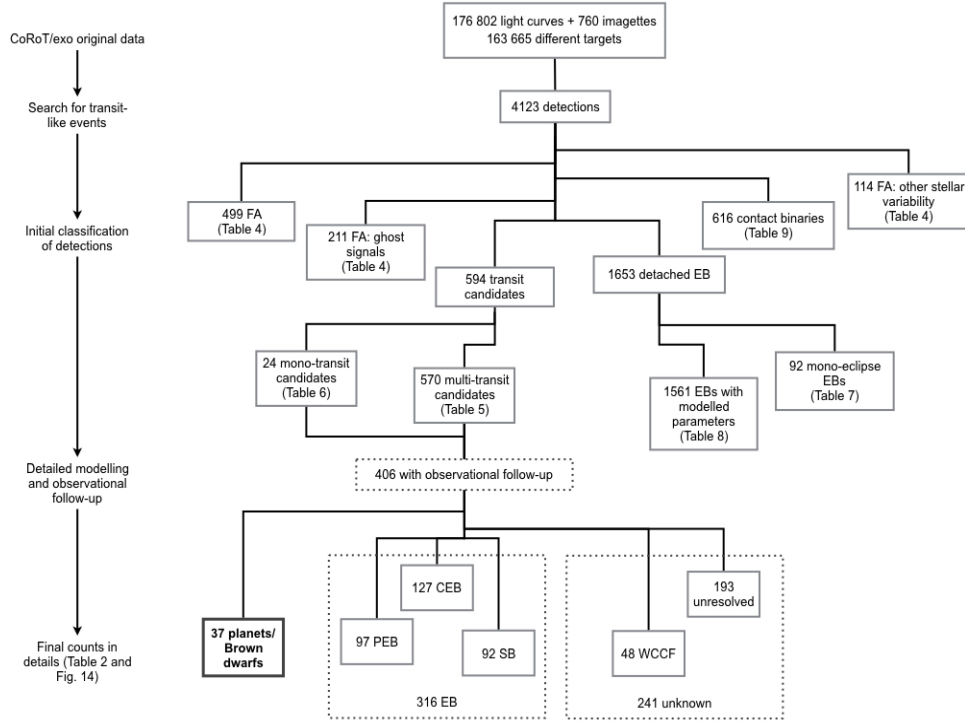 176 802 light curves + 760 imagettes
163 665 different targets
CoRoT/exo original data
4123 detections
Search for transit-
like events
499 FA
(Table 4)
211 FA: ghost
signals
(Table 4)
616 contact binaries
(Table 9)
114 FA: other stellar
variability
(Table 4)
Initial classification
of detections
594 transit
candidates
1653 detached EB
24 mono-transit
candidates
(Table 6)
570 multi-transit
candidates
(Table 5)
1561 EBs with
modelled
parameters
(Table 8)
92 mono-eclipse
EBs
(Table 7)
Detailed modelling
and observational
follow-up
406 with observational follow-up
127 CEB
193
unresolved
37 planets/
Brown
dwarfs
97 PEB
92 SB
48 WCCF
Final counts in
details (Table 2 and
Fig. 14)
316 EB
241 unknown